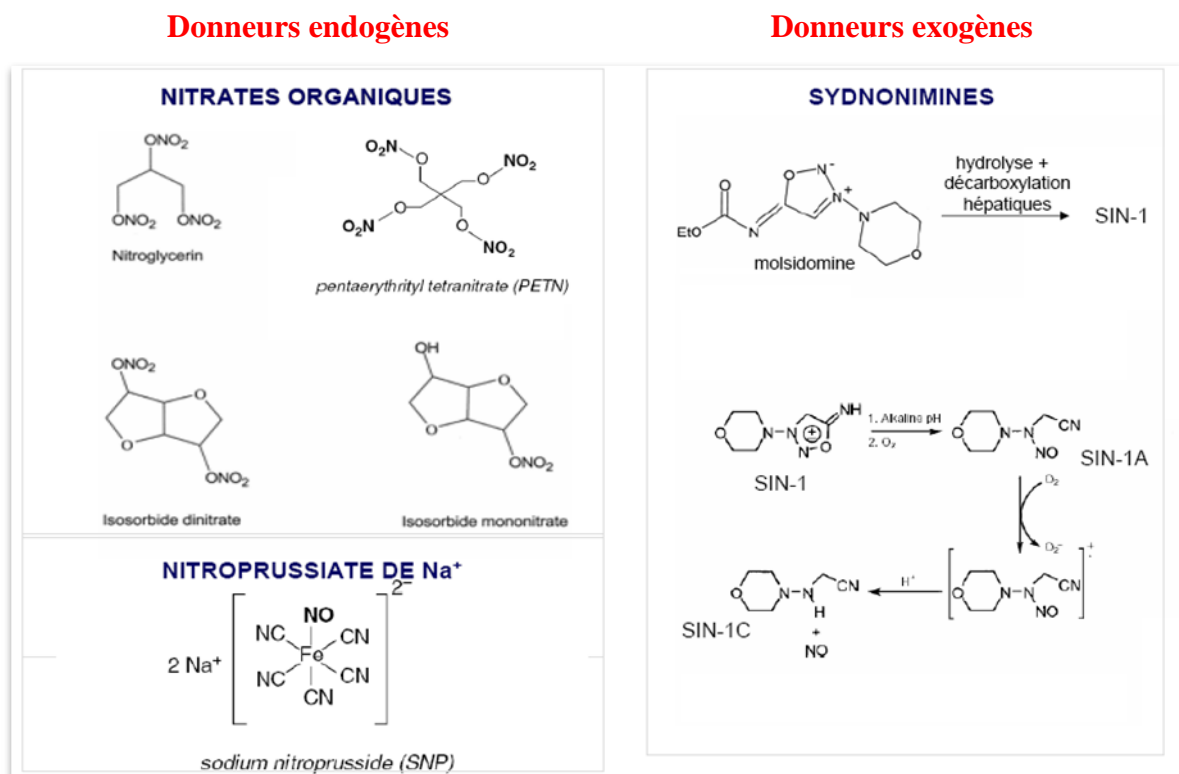 Donneurs endogènes
Donneurs exogènes
NITRATES ORGANIQUES
ONO2
ONO2
ONO2
Nitroglycerin
O2N
O
NO2
O
ONO2
O
O2N
O
NO2
pentaerythrityl tetranitrate (PETN)
ONO2
O
O
ONO2
Isosorbide dinitrate
OH
O
O
ONO2
Isosorbide mononitrate
NITROPRUSSIATE DE Na+
2 Na+
2-
NO
NC
CN
Fe
NC
CN
CN
sodium nitroprusside (SNP)
SYDNONIMINES
O
EtO
N
O
N-
N+
N
O
molsidomine
hydrolyse +
décarboxylation
hépatiques
SIN-1
O
N
N
N
O
NH
SIN-1
1. Alkaline pH
2. O2
O
N-N
CN
NO
SIN-1A
O2
O2-
O
N-N
CN
NO
H+
O
N-N
CN
H
+
NO
SIN-1C